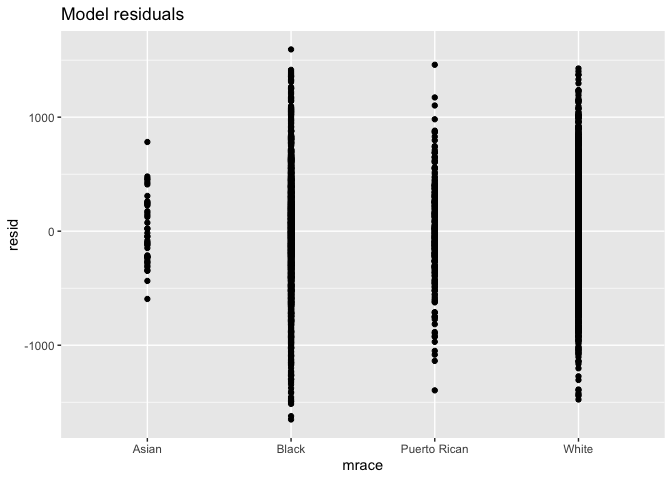 Model residuals
1000
0
-1000
resid
Asian
Black
Puerto Rican
White
mrace